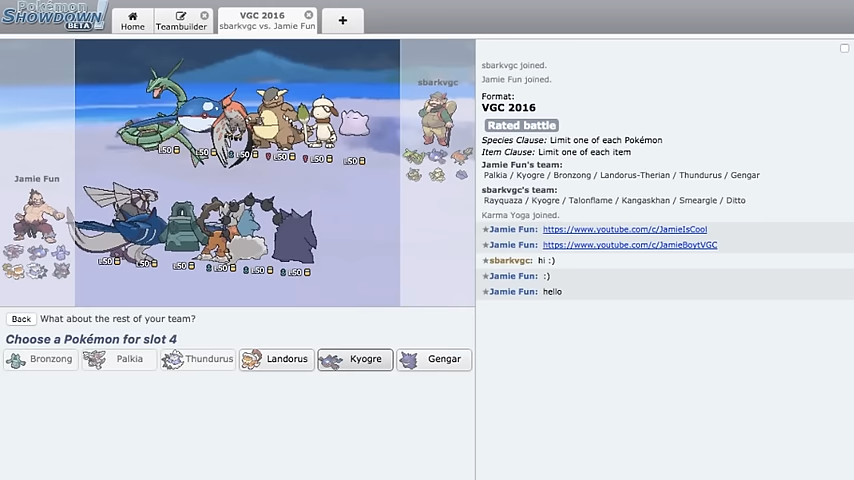 Pokémon
SHOWDOWN
BETA
Home
Teambuilder
VGC 2016
sbarkvgc vs. Jamie Fun
+
sbarkvgc
Jamie Fun
L50
L50
L50
L50
L50
L50
L50
L50
L50
L50
L50
L50
Back
What about the rest of your team?
Choose a Pokémon for slot 4
Bronzong
Palkia
Thundurus
Landorus
Kyogre
Gengar
sbarkvgc joined.
Jamie Fun joined.
Format:
VGC 2016
Rated battle
Species Clause: Limit one of each Pokémon
Item Clause: Limit one of each item
Jamie Fun's team:
Palkia / Kyogre / Bronzong / Landorus-Therian / Thundurus / Gengar
sbarkvgc's team:
Rayquaza / Kyogre / Talonflame / Kangaskhan / Smeargle / Ditto
Karma Yoga joined.
★Jamie Fun: https://www.youtube.com/c/JamieIsCool
★Jamie Fun: https://www.youtube.com/c/JamieBoytVGC
★sbarkvgc: hi :)
★Jamie Fun: :)
★Jamie Fun: hello